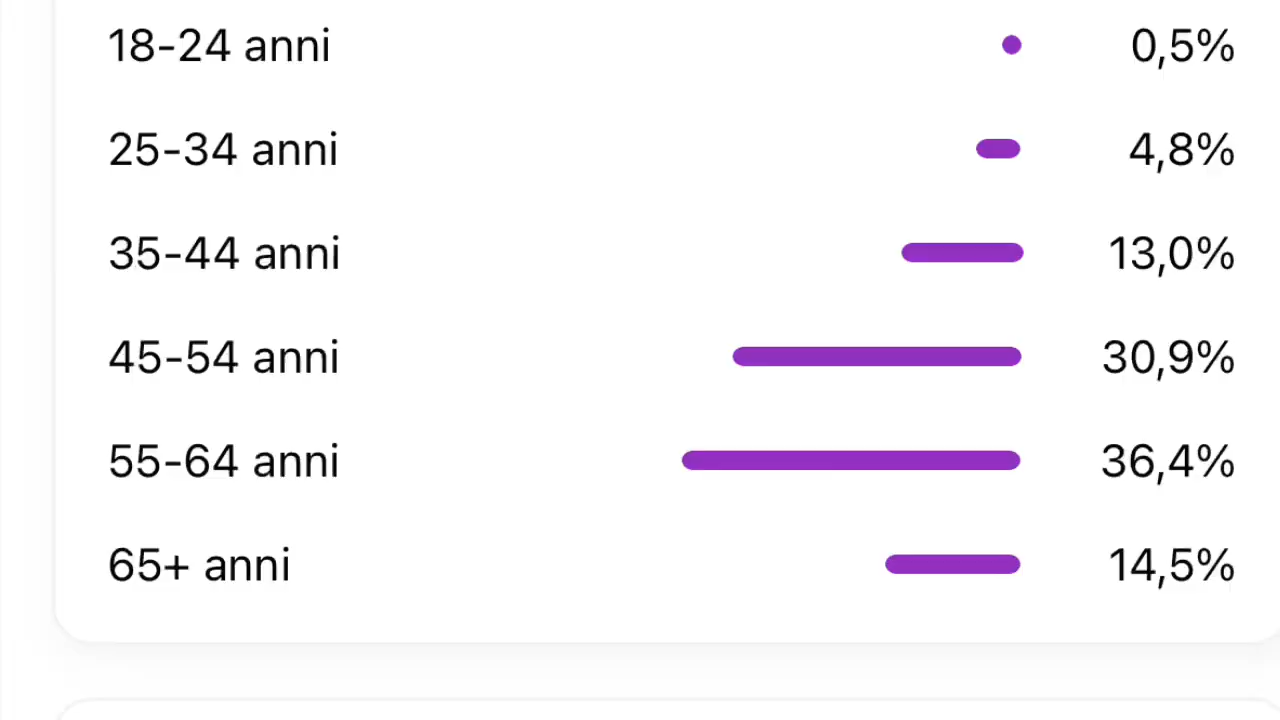 18-24 anni 0,5%
25-34 anni 4,8%
35-44 anni 13,0%
45-54 anni 30,9%
55-64 anni 36,4%
65+ anni 14,5%